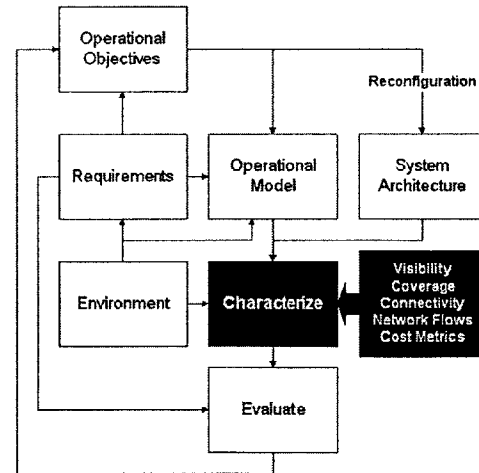 Operational
Objectives
Reconfiguration
Requirements
Operational
Model
System
Architecture
Environment
Characterize
Visibility
Coverage
Connectivity
Network Flows
Cost Metrics
Evaluate